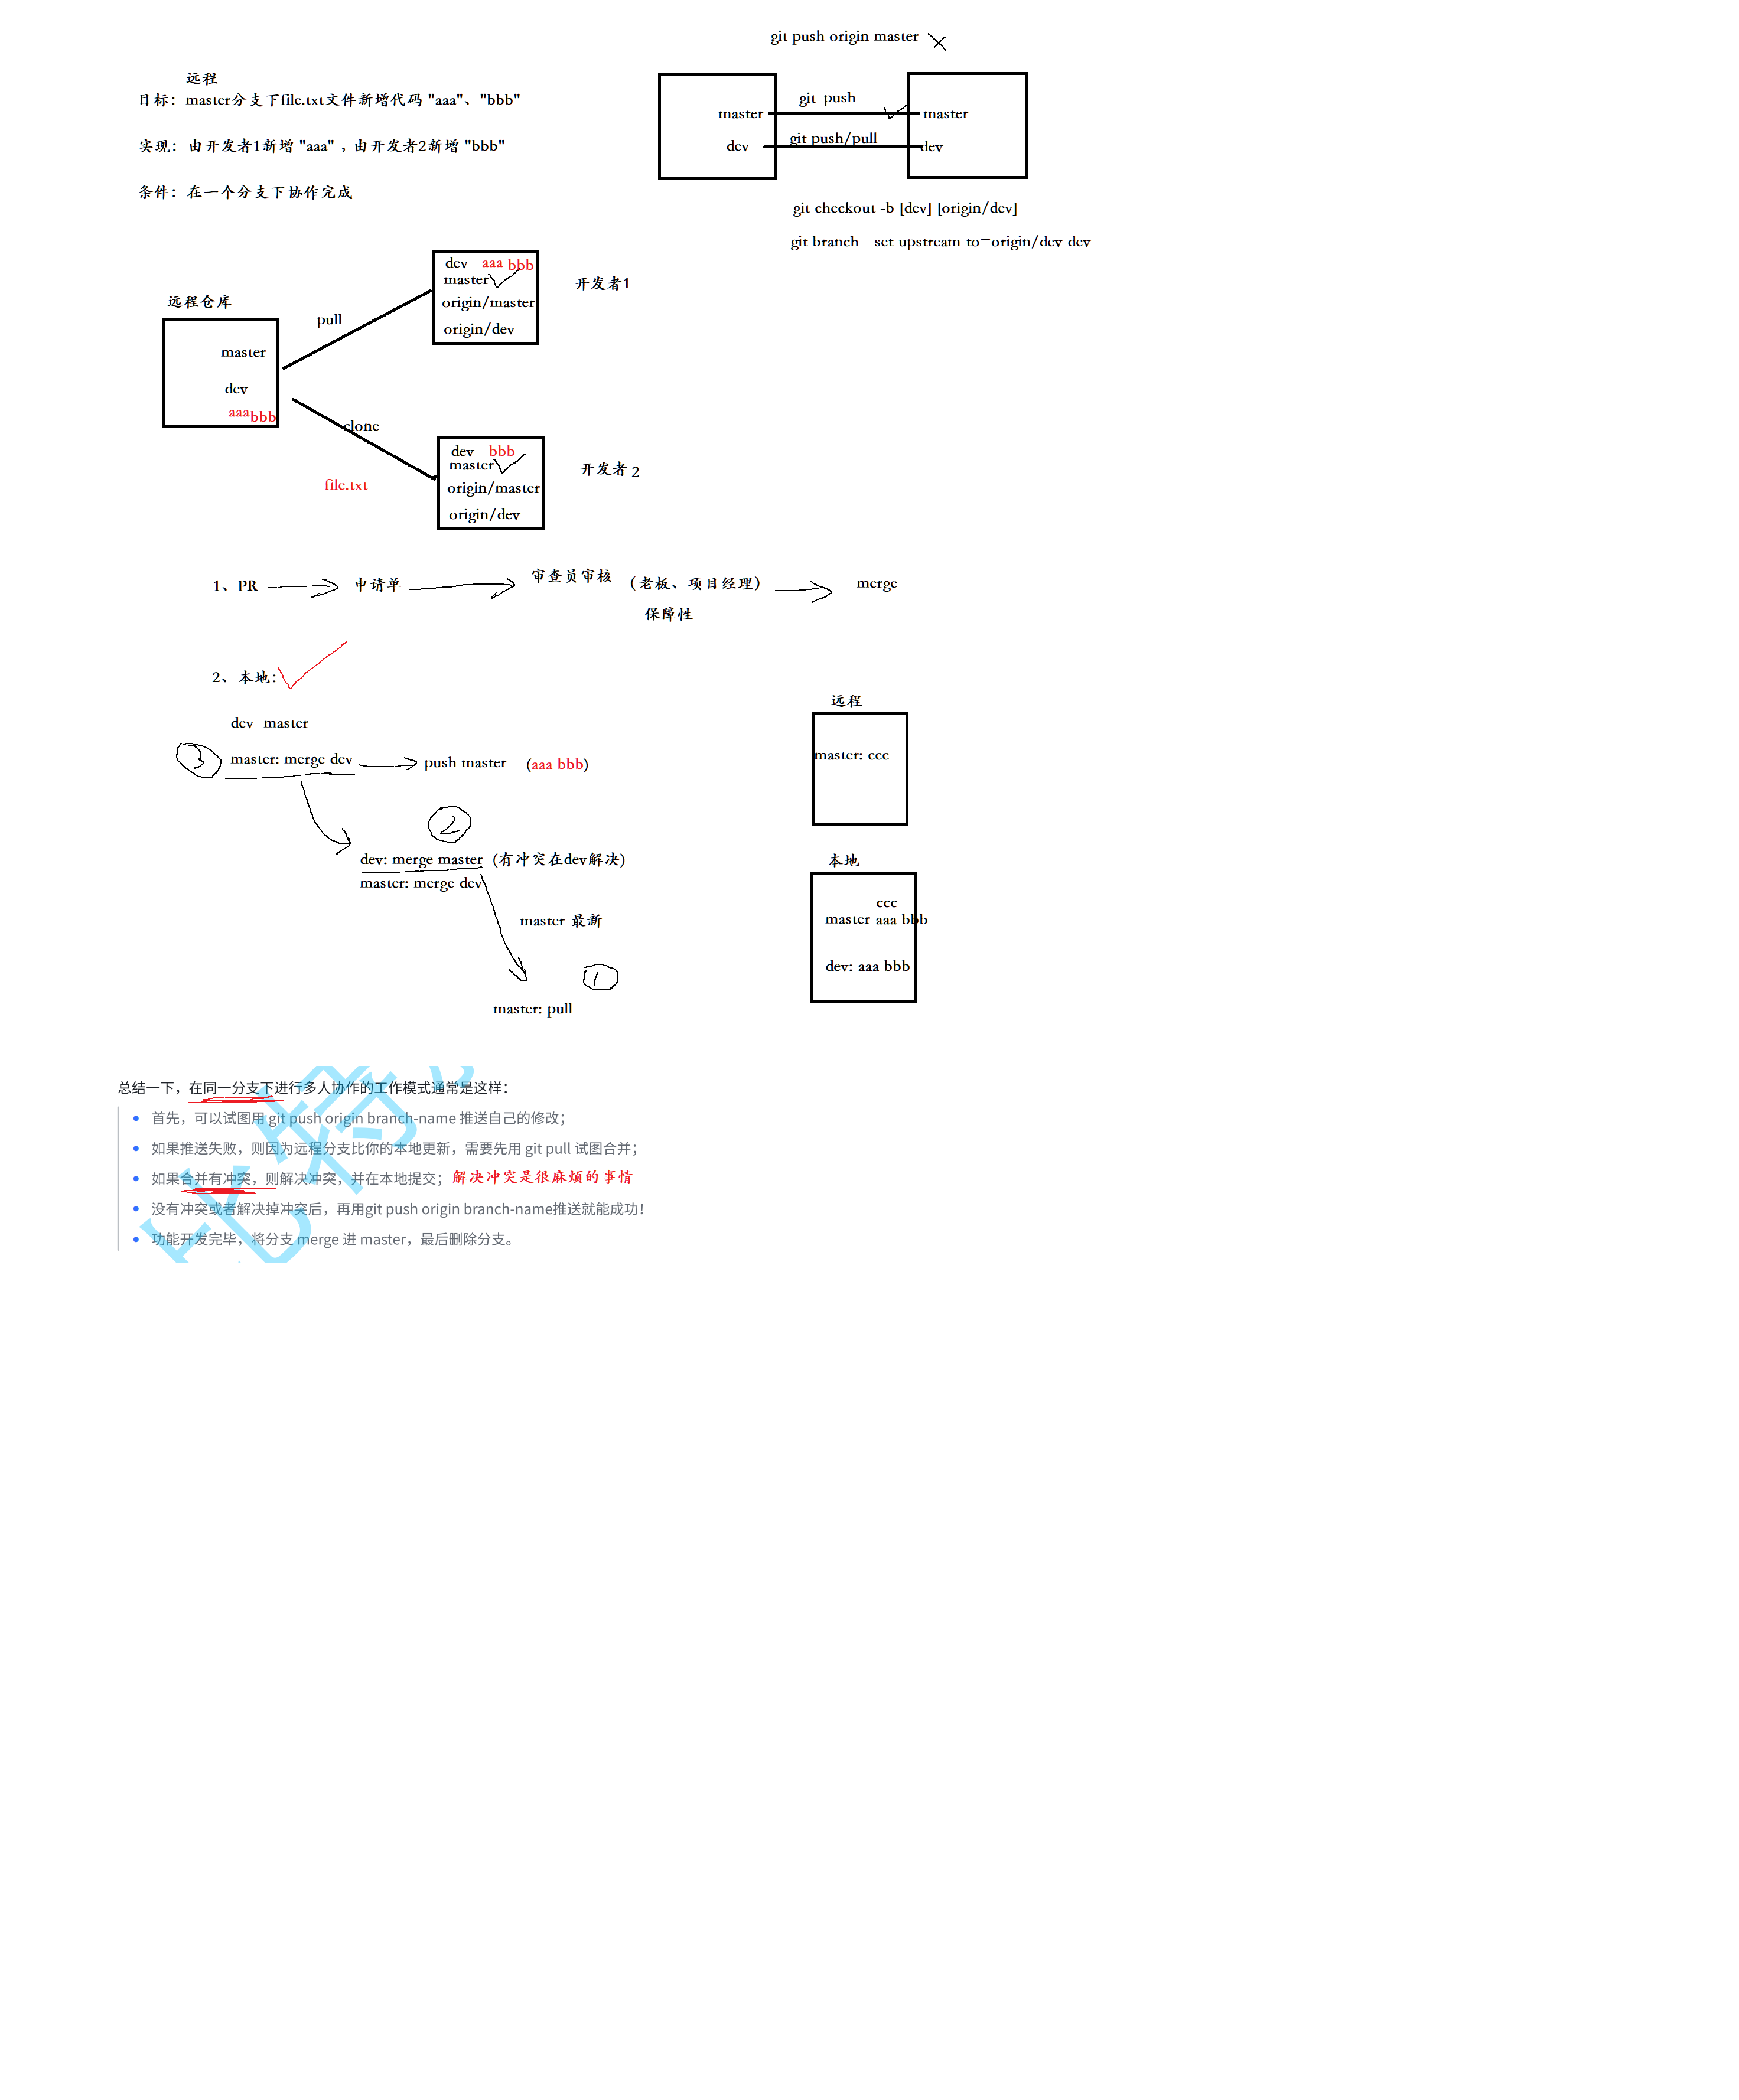 git push origin master
远程
目标：master分支下file.txt文件新增代码 "aaa"、"bbb"
实现：由开发者1新增 "aaa"，由开发者2新增 "bbb"
条件：在一个分支下协作完成
git push
master
master
git push/pull
dev
dev
git checkout -b [dev] [origin/dev]
git branch --set-upstream-to=origin/dev dev
dev aaa bbb
master
origin/master
origin/dev
开发者1
远程仓库
master
dev
aaa bbb
pull
clone
file.txt
dev bbb
master
origin/master
origin/dev
开发者 2
1、PR
申请单
审查员审核
（老板、项目经理）
保障性
merge
2、本地：
dev master
3
master: merge dev
push master
(aaa bbb)
2
dev: merge master (有冲突在dev解决)
master: merge dev
master 最新
1
master: pull
远程
master: ccc
本地
ccc
master aaa bbb
dev: aaa bbb
总结一下，在同一分支下进行多人协作的工作模式通常是这样：
首先，可以试图用 git push origin branch-name 推送自己的修改；
如果推送失败，则因为远程分支比你的本地更新，需要先用 git pull 试图合并；
如果合并有冲突，则解决冲突，并在本地提交；解决冲突是很麻烦的事情
没有冲突或者解决掉冲突后，再用git push origin branch-name推送就能成功！
功能开发完毕，将分支 merge 进 master，最后删除分支。